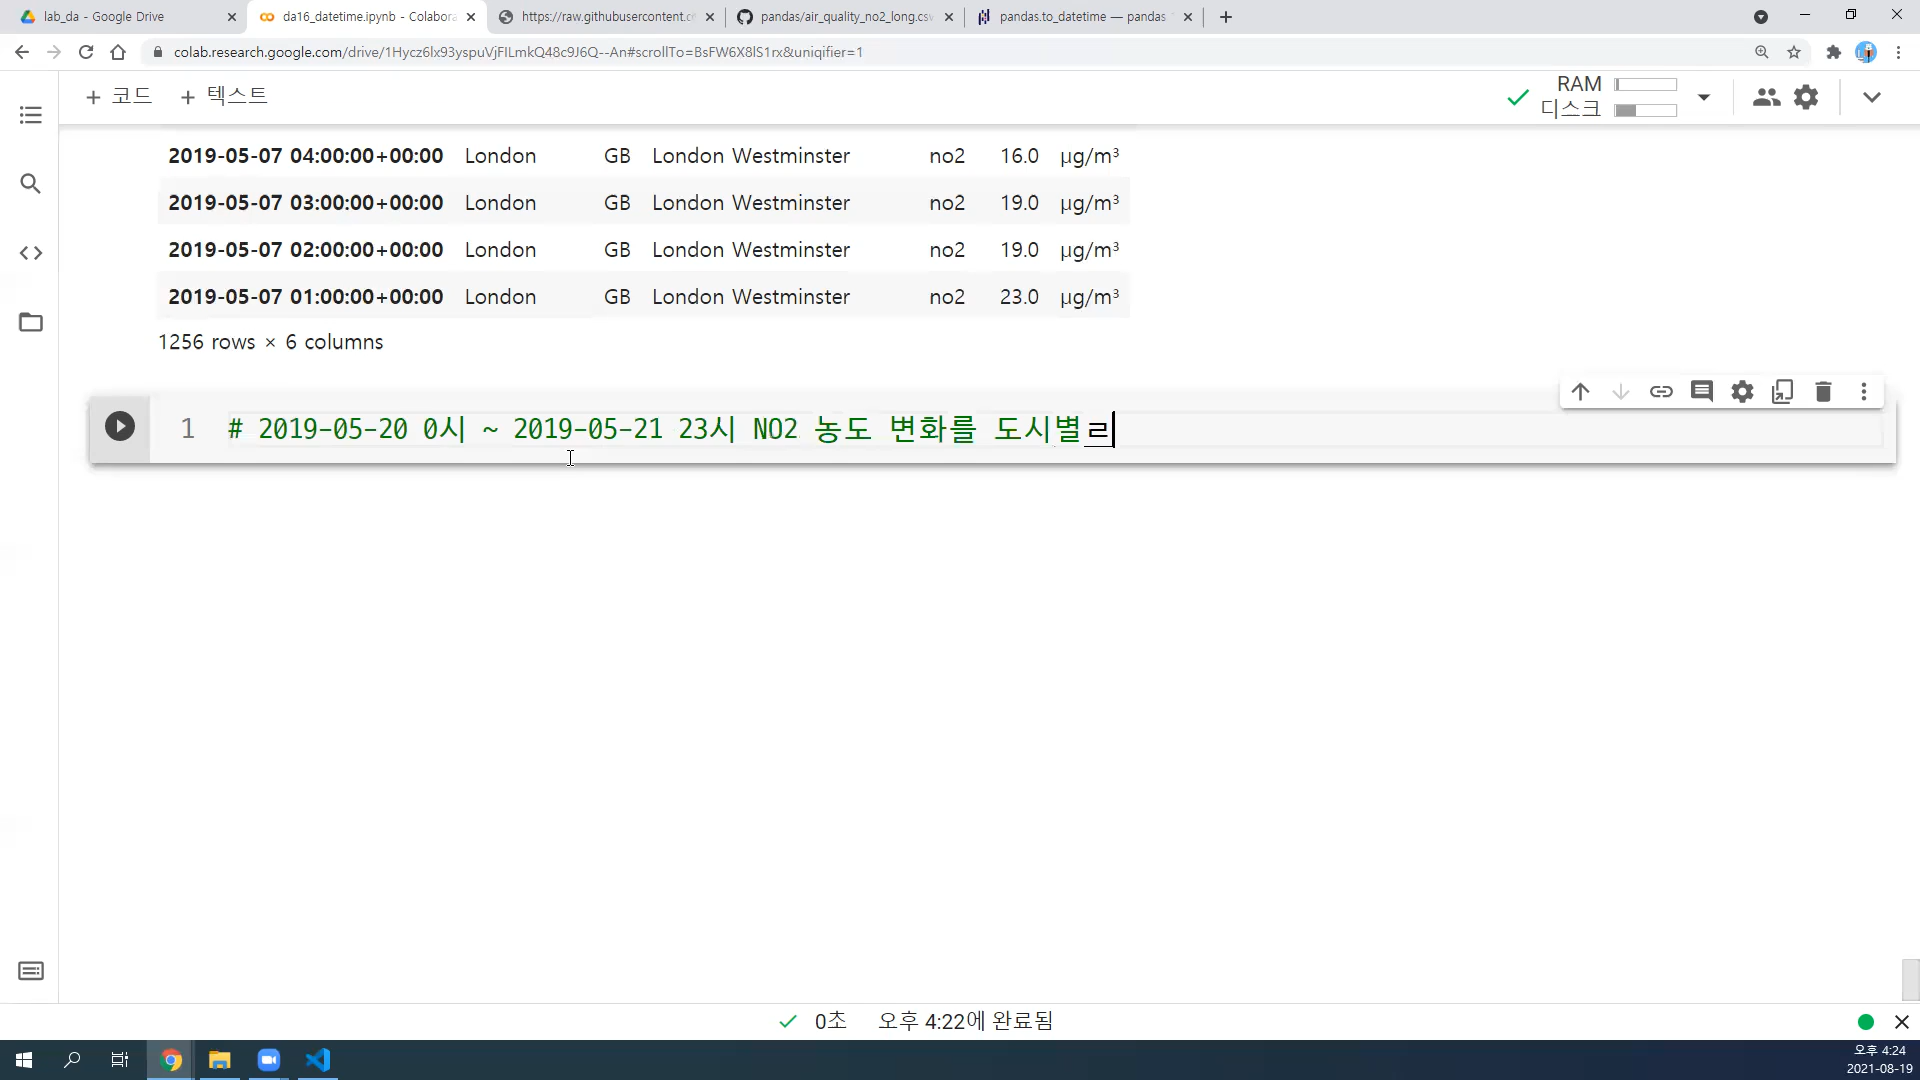 lab_da - Google Drive
da16_datetime.ipynb - Colabora
https://raw.githubusercontent.c
pandas/air_quality_no2_long.csv
pandas.to_datetime — pandas
colab.research.google.com/drive/1Hycz6lx93yspuVjFILmkQ48c9J6Q--An#scrollTo=BsFW6X8lS1rx&uniqifier=1
+ 코드 + 텍스트
RAM
디스크
2019-05-07 04:00:00+00:00 London GB London Westminster no2 16.0 µg/m³
2019-05-07 03:00:00+00:00 London GB London Westminster no2 19.0 µg/m³
2019-05-07 02:00:00+00:00 London GB London Westminster no2 19.0 µg/m³
2019-05-07 01:00:00+00:00 London GB London Westminster no2 23.0 µg/m³
1256 rows × 6 columns
1 # 2019-05-20 0시 ~ 2019-05-21 23시 NO2 농도 변화를 도시별ㄹ
0초 오후 4:22에 완료됨
오후 4:24
2021-08-19